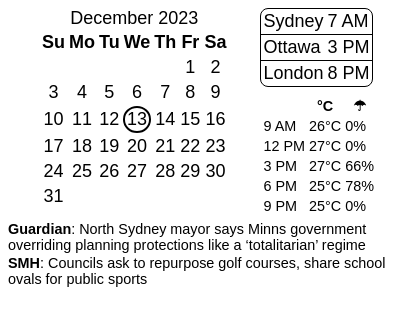 December 2023
Su Mo Tu We Th Fr Sa
1 2
3 4 5 6 7 8 9
10 11 12 13 14 15 16
17 18 19 20 21 22 23
24 25 26 27 28 29 30
31
Sydney 7 AM
Ottawa 3 PM
London 8 PM
°C ☂
9 AM 26°C 0%
12 PM 27°C 0%
3 PM 27°C 66%
6 PM 25°C 78%
9 PM 25°C 0%
Guardian: North Sydney mayor says Minns government
overriding planning protections like a ‘totalitarian’ regime
SMH: Councils ask to repurpose golf courses, share school
ovals for public sports